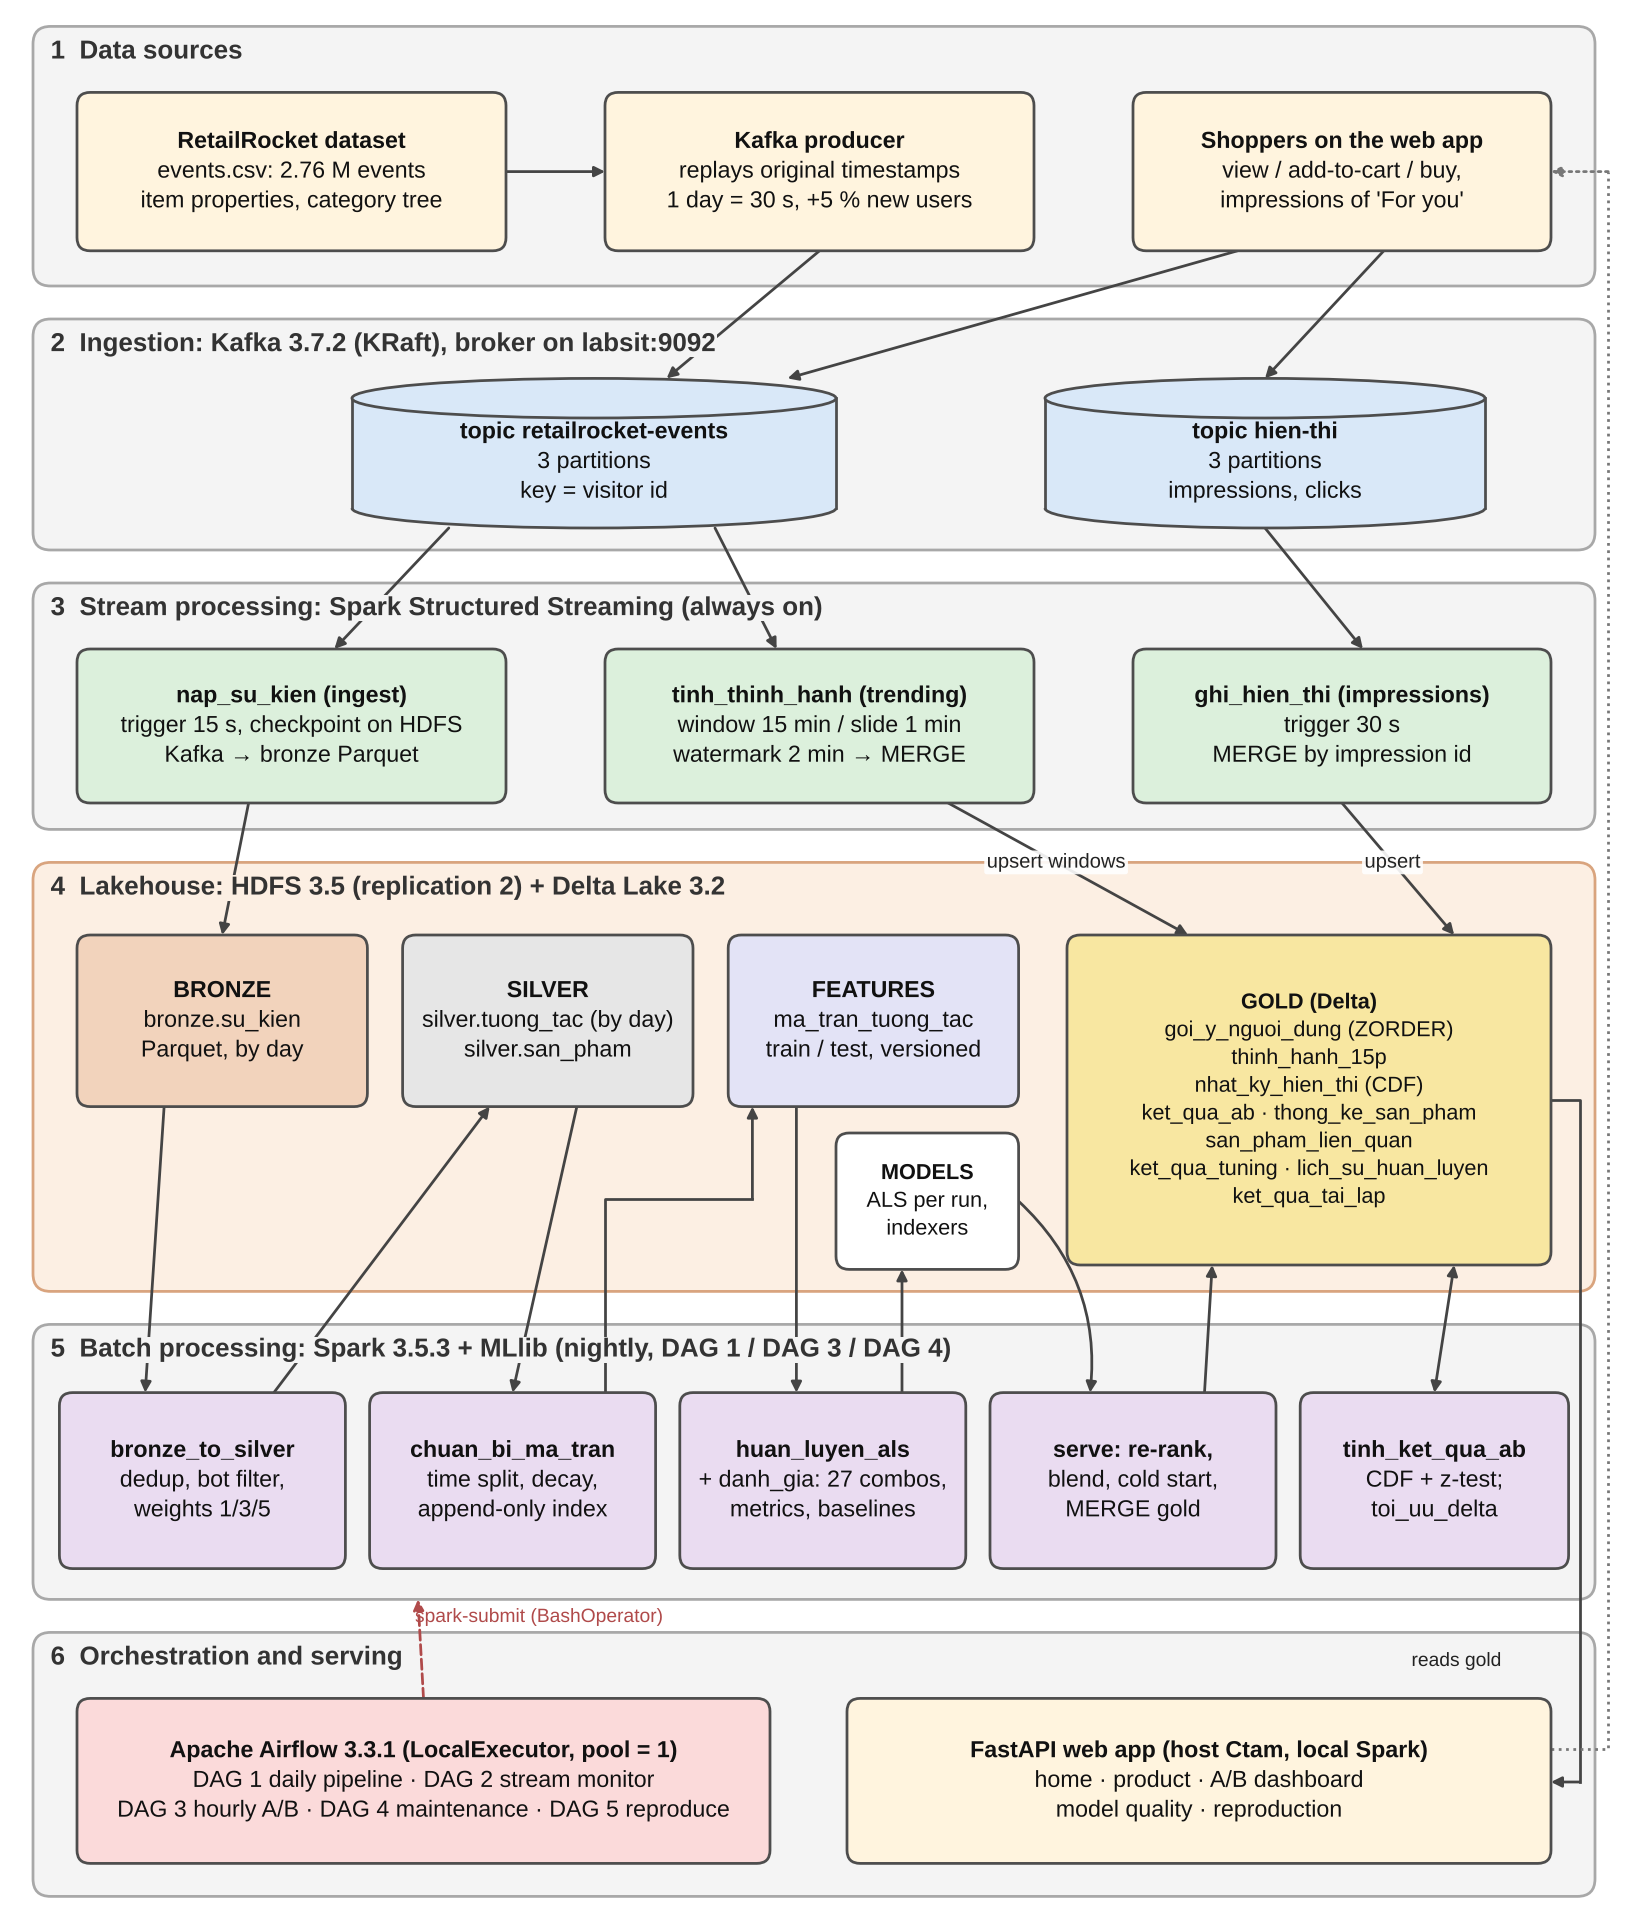 1 Data sources
RetailRocket dataset
events.csv: 2.76 M events
item properties, category tree
Kafka producer
replays original timestamps
1 day = 30 s, +5 % new users
Shoppers on the web app
view / add-to-cart / buy,
impressions of 'For you'
2 Ingestion: Kafka 3.7.2 (KRaft), broker on labsit:9092
topic retailrocket-events
3 partitions
key = visitor id
topic hien-thi
3 partitions
impressions, clicks
3 Stream processing: Spark Structured Streaming (always on)
nap_su_kien (ingest)
trigger 15 s, checkpoint on HDFS
Kafka → bronze Parquet
tinh_thinh_hanh (trending)
window 15 min / slide 1 min
watermark 2 min → MERGE
ghi_hien_thi (impressions)
trigger 30 s
MERGE by impression id
upsert windows
upsert
4 Lakehouse: HDFS 3.5 (replication 2) + Delta Lake 3.2
BRONZE
bronze.su_kien
Parquet, by day
SILVER
silver.tuong_tac (by day)
silver.san_pham
FEATURES
ma_tran_tuong_tac
train / test, versioned
MODELS
ALS per run,
indexers
GOLD (Delta)
goi_y_nguoi_dung (ZORDER)
thinh_hanh_15p
nhat_ky_hien_thi (CDF)
ket_qua_ab · thong_ke_san_pham
san_pham_lien_quan
ket_qua_tuning · lich_su_huan_luyen
ket_qua_tai_lap
5 Batch processing: Spark 3.5.3 + MLlib (nightly, DAG 1 / DAG 3 / DAG 4)
bronze_to_silver
dedup, bot filter,
weights 1/3/5
chuan_bi_ma_tran
time split, decay,
append-only index
huan_luyen_als
+ danh_gia: 27 combos,
metrics, baselines
serve: re-rank,
blend, cold start,
MERGE gold
tinh_ket_qua_ab
CDF + z-test;
toi_uu_delta
spark-submit (BashOperator)
6 Orchestration and serving
reads gold
Apache Airflow 3.3.1 (LocalExecutor, pool = 1)
DAG 1 daily pipeline · DAG 2 stream monitor
DAG 3 hourly A/B · DAG 4 maintenance · DAG 5 reproduce
FastAPI web app (host Ctam, local Spark)
home · product · A/B dashboard
model quality · reproduction